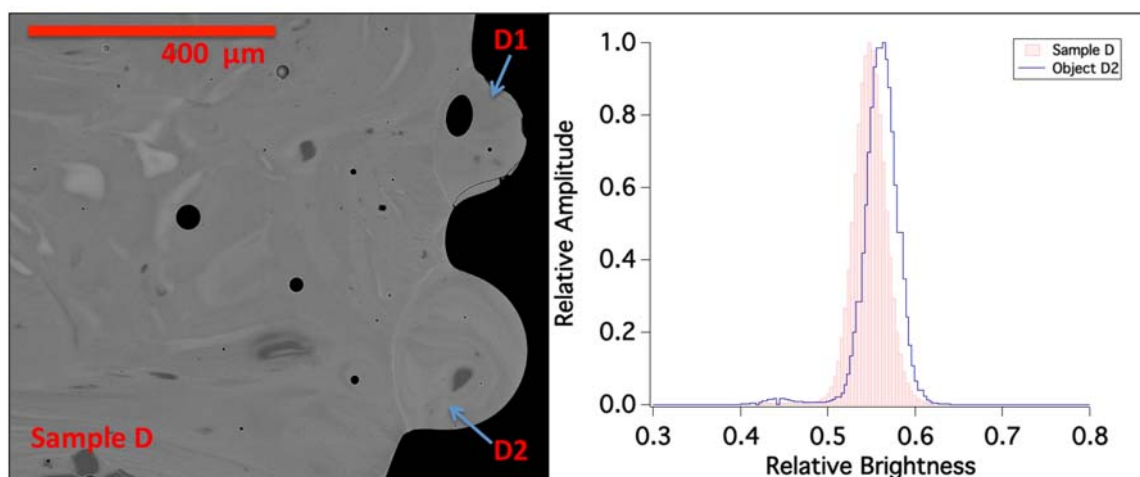 400 μm
D1
D2
Sample D
Relative Amplitude
1.0
0.8
0.6
0.4
0.2
0.0
0.3 0.4 0.5 0.6 0.7 0.8
Relative Brightness
Sample D
Object D2